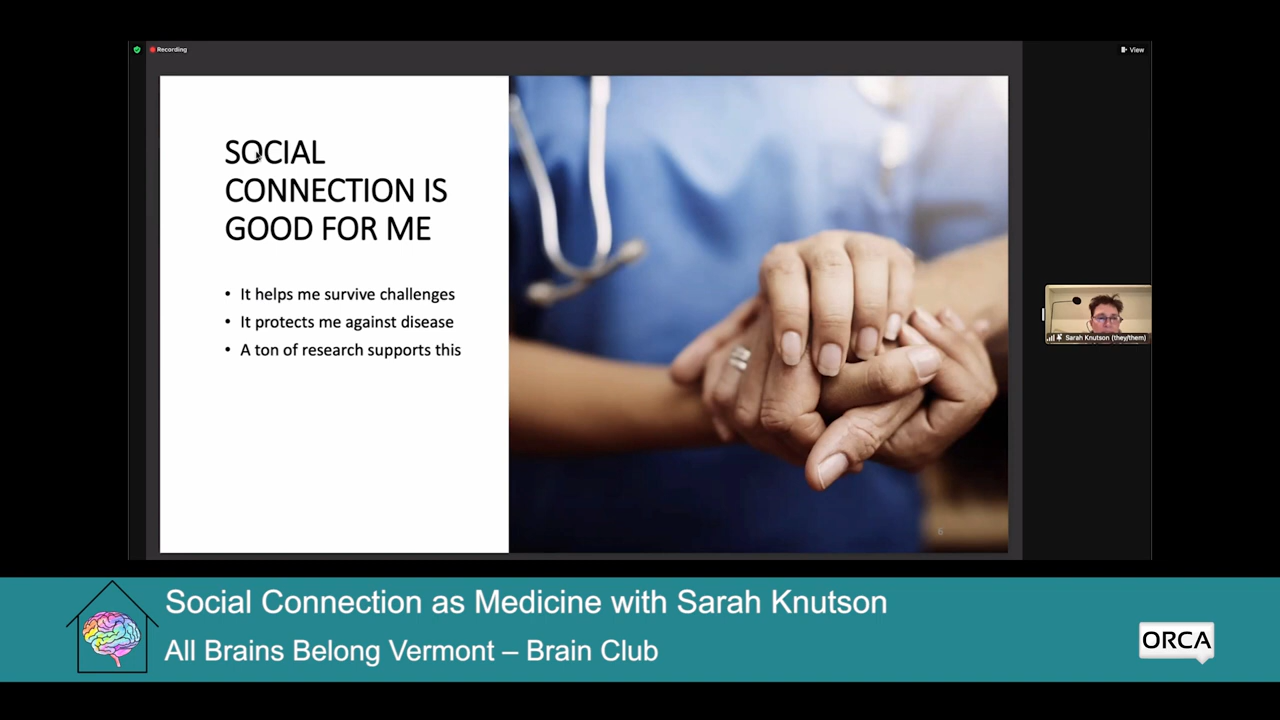 Recording
View
SOCIAL
CONNECTION IS
GOOD FOR ME
• It helps me survive challenges
• It protects me against disease
• A ton of research supports this
6
Sarah Knutson (they/them)
Social Connection as Medicine with Sarah Knutson
All Brains Belong Vermont – Brain Club
ORCA